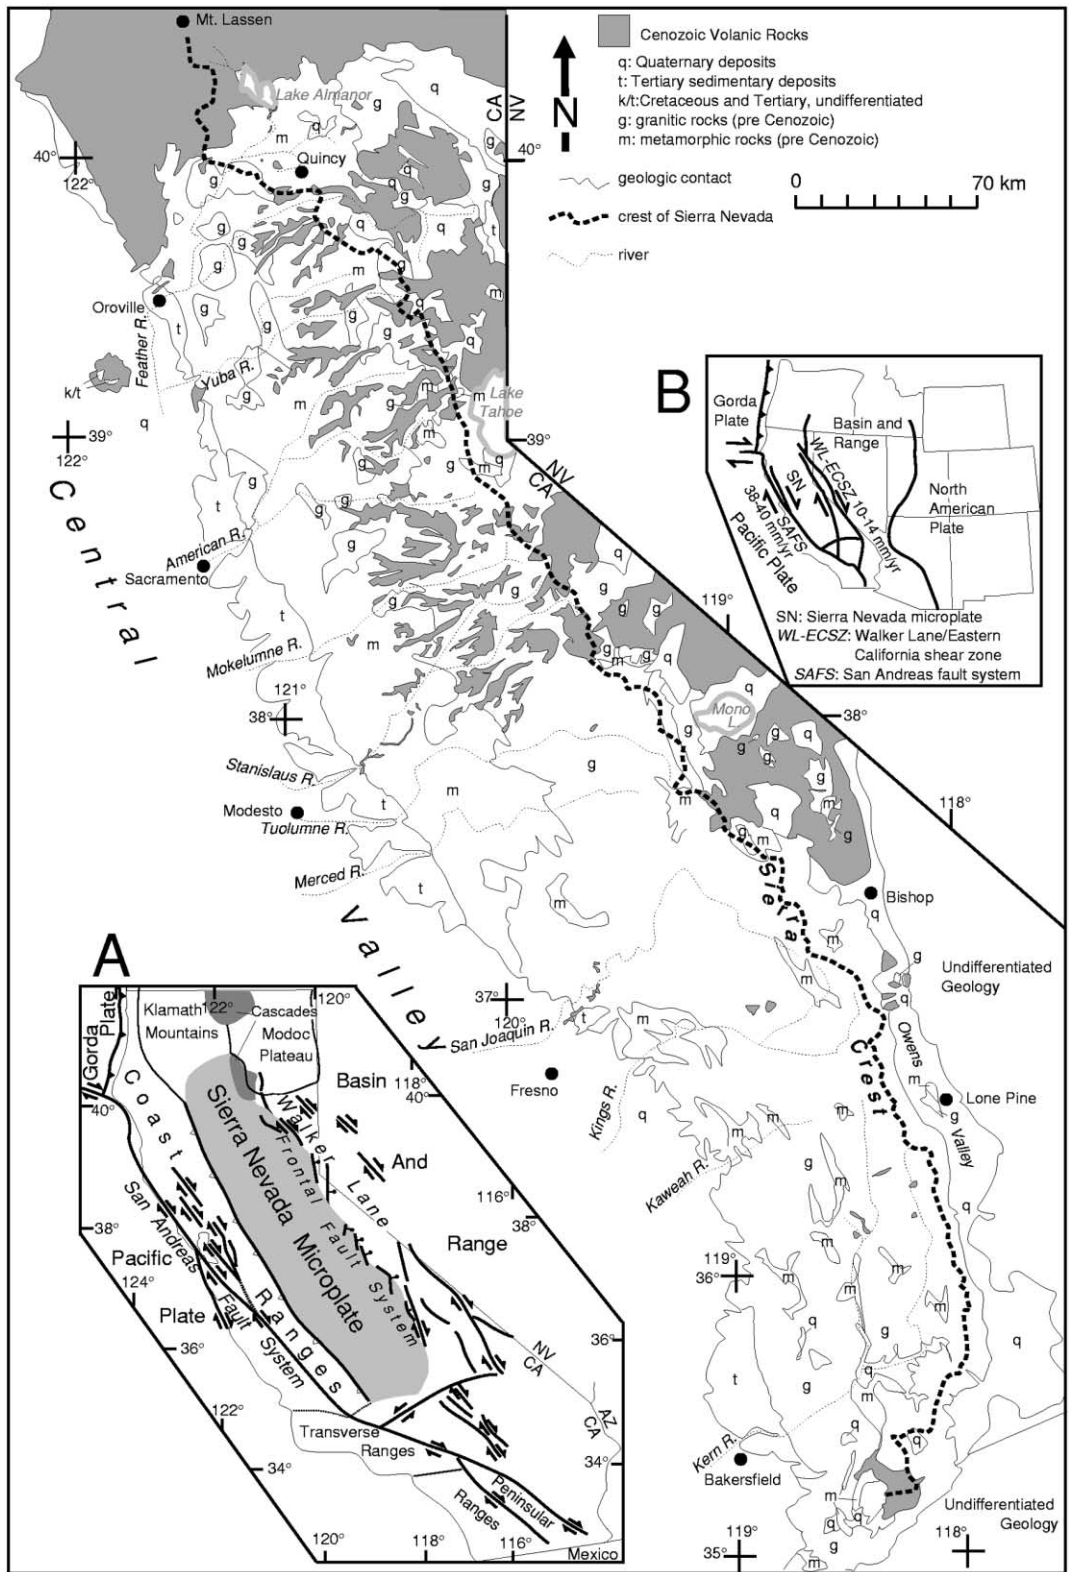 Mt. Lassen
Lake Almanor
Quincy
40°
122°
CA
NV
40°
Cenozoic Volanic Rocks
q: Quaternary deposits
t: Tertiary sedimentary deposits
k/t:Cretaceous and Tertiary, undifferentiated
g: granitic rocks (pre Cenozoic)
m: metamorphic rocks (pre Cenozoic)
N
geologic contact
crest of Sierra Nevada
river
0
70 km
Oroville
Feather R.
k/t
Yuba R.
Lake
Tahoe
39°
122°
39°
NV
CA
Central
Valley
American R.
Sacramento
Mokelumne R.
121°
38°
Stanislaus R.
Modesto
Tuolumne R.
Merced R.
119°
Mono
L.
38°
118°
Sierra
Crest
Bishop
Undifferentiated
Geology
37°
120°
San Joaquin R.
Fresno
Kings R.
Kaweah R.
Owens
Valley
Lone Pine
119°
36°
Kern R.
Bakersfield
Undifferentiated
Geology
119°
35°
118°
B
Gorda
Plate
Basin and
Range
SN
WL-ECSZ 10-14 mm/yr
SAFS
38-40 mm/yr
Pacific Plate
North
American
Plate
SN: Sierra Nevada microplate
WL-ECSZ: Walker Lane/Eastern
California shear zone
SAFS: San Andreas fault system
A
Gorda
Plate
Klamath
Mountains
122°
120°
Cascades
Modoc
Plateau
Basin
And
Range
118°
40°
40°
Coast
Ranges
Sierra Nevada
Microplate
Walker
Lane
Frontal
Fault
System
116°
38°
38°
San Andreas
Fault
System
Pacific
Plate
124°
36°
NV
CA
36°
AZ
CA
122°
34°
34°
Transverse
Ranges
Peninsular
Ranges
120°
118°
116°
Mexico
q
g
m
t